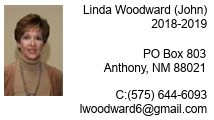 Linda Woodward (John)
2018-2019
PO Box 803
Anthony, NM 88021
C:(575) 644-6093
lwoodward6@gmail.com